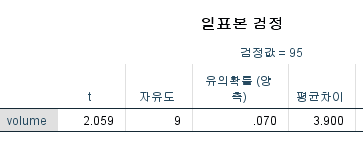 일표본 검정
검정값 = 95
t 자유도 유의확률 (양측) 평균차이
volume 2.059 9 .070 3.900